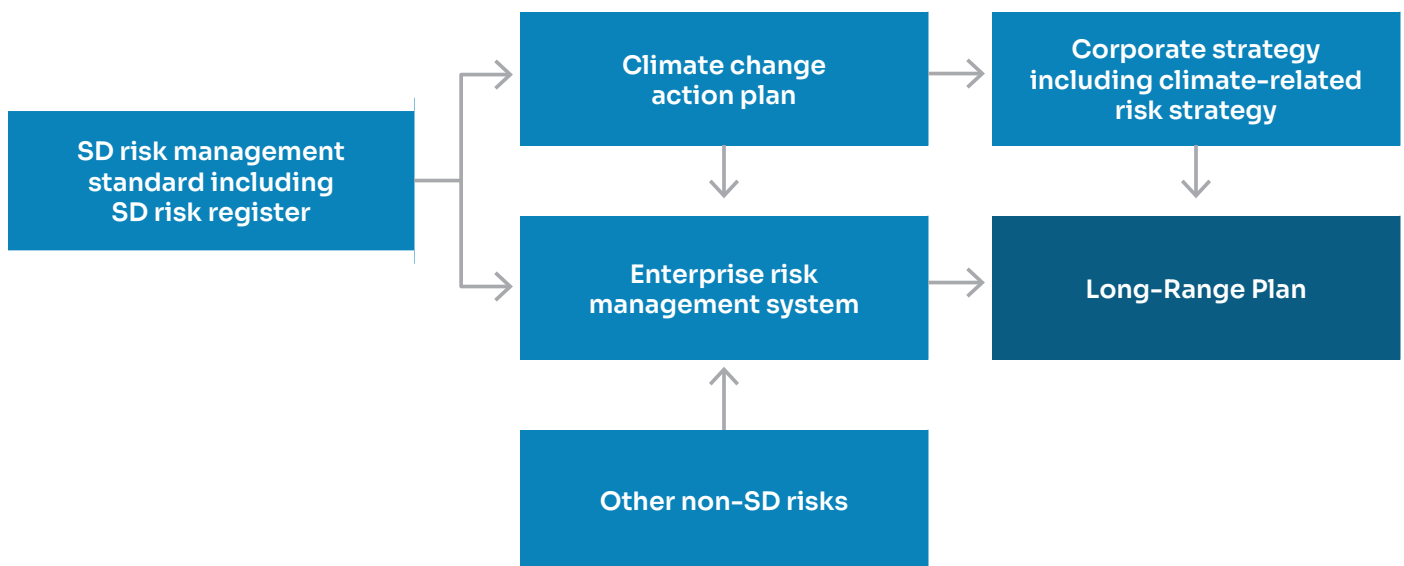 SD risk management
standard including
SD risk register
Climate change
action plan
Corporate strategy
including climate-related
risk strategy
Enterprise risk
management system
Long-Range Plan
Other non-SD risks